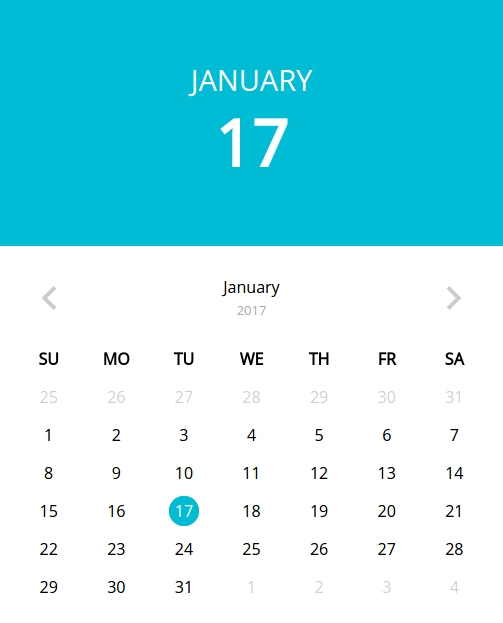 JANUARY
17
January
2017
SU MO TU WE TH FR SA
25 26 27 28 29 30 31
1 2 3 4 5 6 7
8 9 10 11 12 13 14
15 16 17 18 19 20 21
22 23 24 25 26 27 28
29 30 31 1 2 3 4